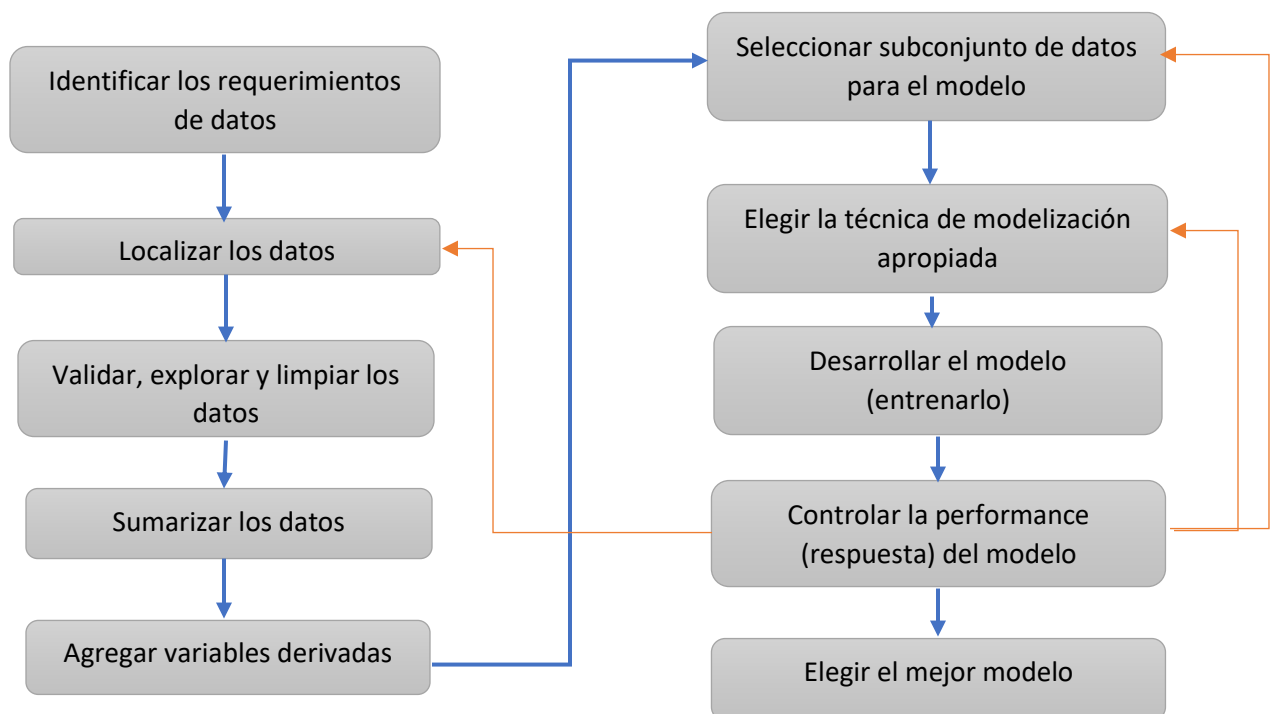 Identificar los requerimientos
de datos
Localizar los datos
Validar, explorar y limpiar los
datos
Sumarizar los datos
Agregar variables derivadas
Seleccionar subconjunto de datos
para el modelo
Elegir la técnica de modelización
apropiada
Desarrollar el modelo
(entrenarlo)
Controlar la performance
(respuesta) del modelo
Elegir el mejor modelo